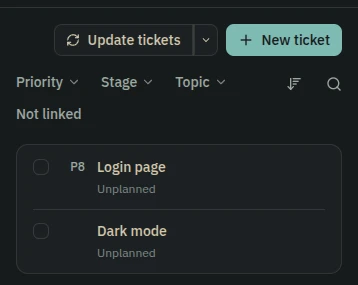 Update tickets
New ticket
Priority Stage Topic
Not linked
P8 Login page
Unplanned
Dark mode
Unplanned